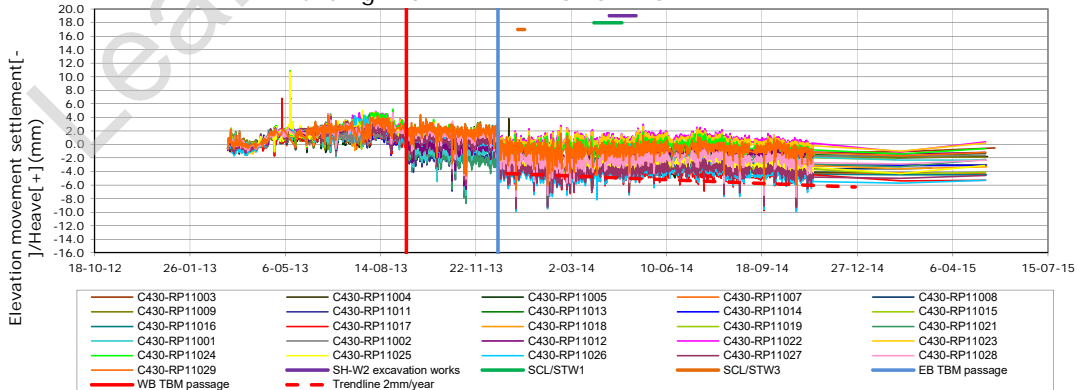 20.0
18.0
16.0
14.0
12.0
10.0
8.0
6.0
4.0
2.0
0.0
-2.0
-4.0
-6.0
-8.0
-10.0
-12.0
-14.0
-16.0
Elevation movement settlement[-
]/Heave[+] (mm)
18-10-12 26-01-13 6-05-13 14-08-13 22-11-13 2-03-14 10-06-14 18-09-14 27-12-14 6-04-15 15-07-15
C430-RP11003 C430-RP11004 C430-RP11005 C430-RP11007 C430-RP11008
C430-RP11009 C430-RP11011 C430-RP11013 C430-RP11014 C430-RP11015
C430-RP11016 C430-RP11017 C430-RP11018 C430-RP11019 C430-RP11021
C430-RP11001 C430-RP11002 C430-RP11012 C430-RP11022 C430-RP11023
C430-RP11024 C430-RP11025 C430-RP11026 C430-RP11027 C430-RP11028
C430-RP11029 SH-W2 excavation works SCL/STW1 SCL/STW3 EB TBM passage
WB TBM passage Trendline 2mm/year